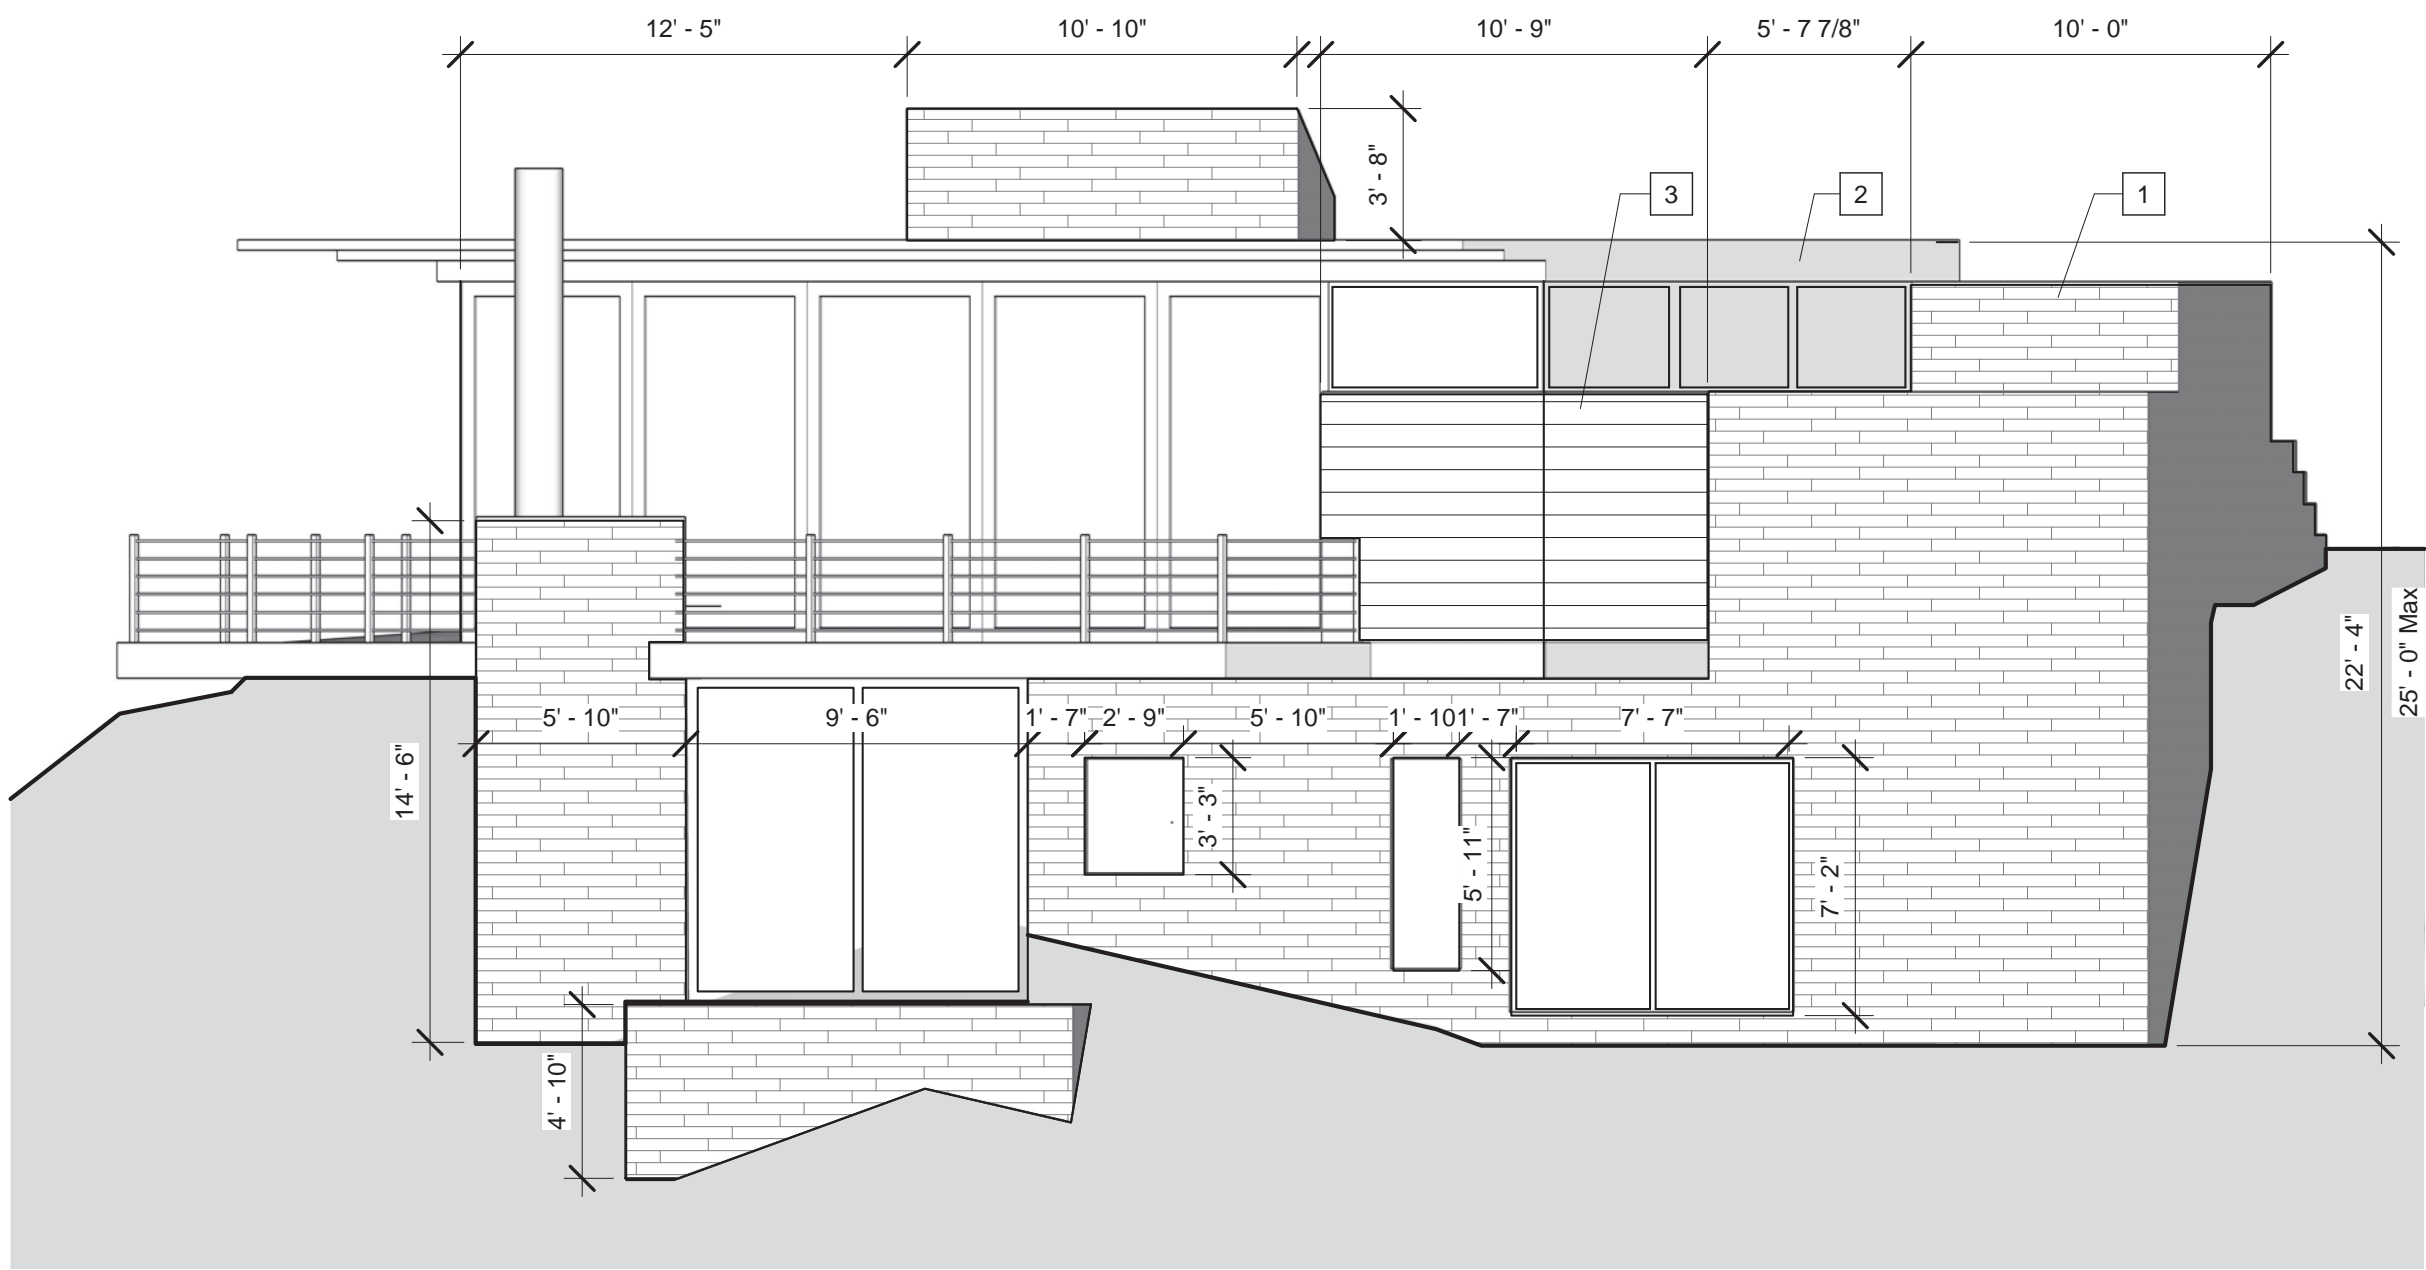 12' - 5"
10' - 10"
10' - 9"
5' - 7 7/8"
10' - 0"
3' - 8"
3
2
1
22' - 4"
25' - 0" Max
5' - 10"
9' - 6"
1' - 7"
2' - 9"
5' - 10"
1' - 10
1' - 7"
7' - 7"
14' - 6"
3' - 3"
5' - 11"
7' - 2"
4' - 10"